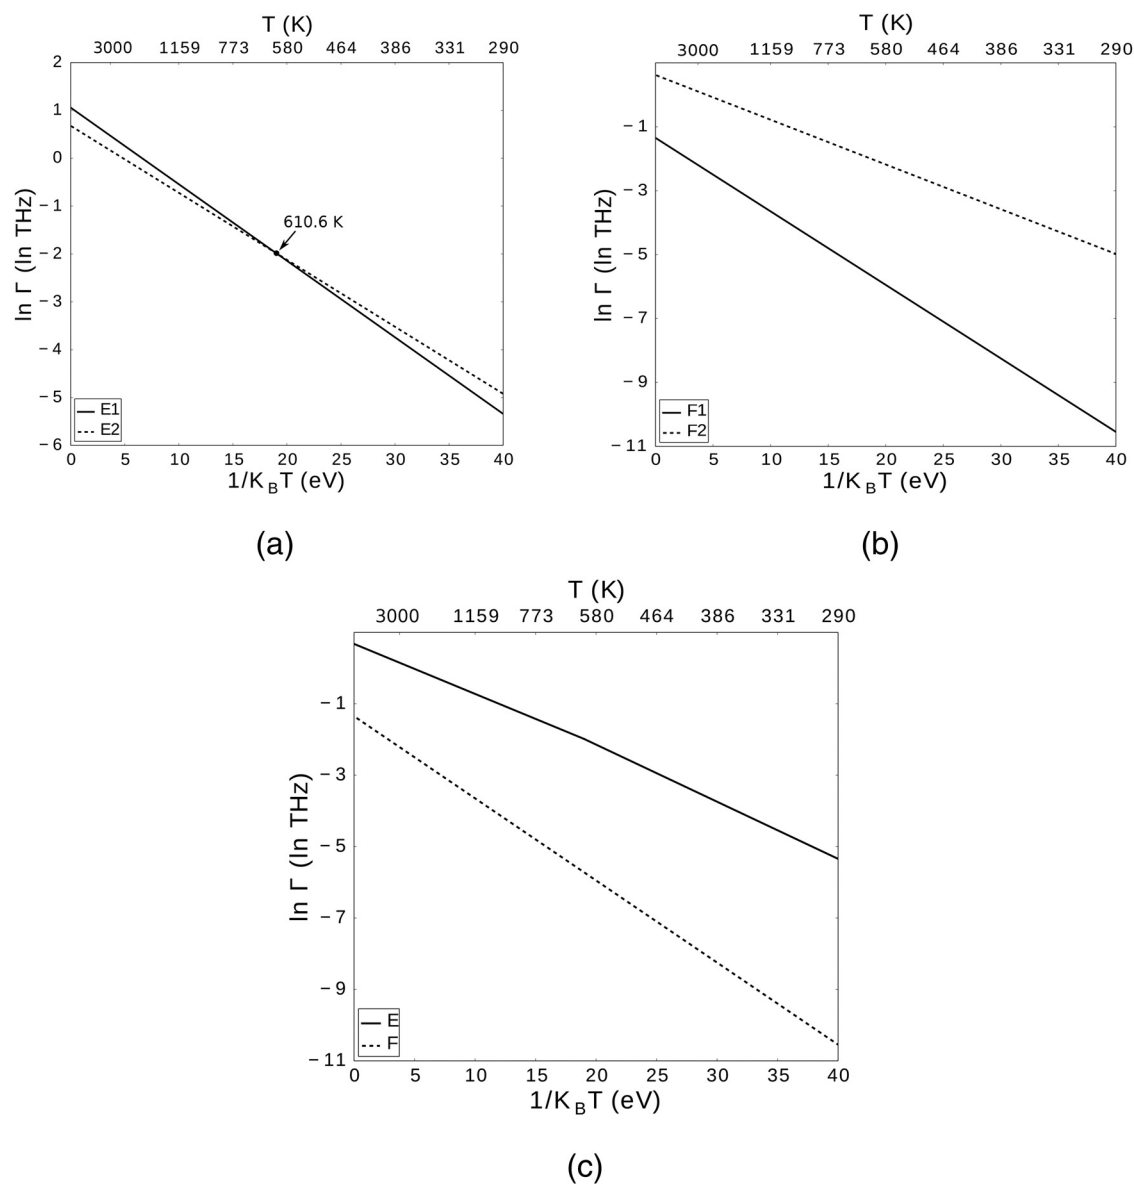 T (K)
3000 1159 773 580 464 386 331 290
2
1
0
−1
−2
−3
−4
−5
−6
ln Γ (ln THz)
610.6 K
E1
E2
0 5 10 15 20 25 30 35 40
1/K_BT (eV)
(a)
T (K)
3000 1159 773 580 464 386 331 290
−1
−3
−5
−7
−9
−11
ln Γ (ln THz)
F1
F2
0 5 10 15 20 25 30 35 40
1/K_BT (eV)
(b)
T (K)
3000 1159 773 580 464 386 331 290
−1
−3
−5
−7
−9
−11
ln Γ (ln THz)
E
F
0 5 10 15 20 25 30 35 40
1/K_BT (eV)
(c)